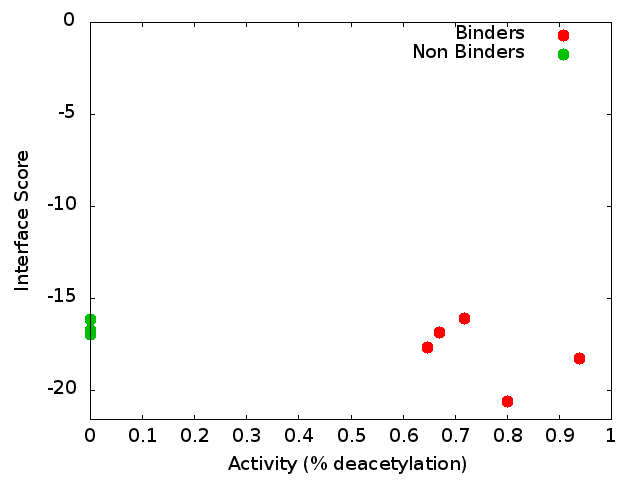 0
Binders
Non Binders
-5
-10
-15
-20
Interface Score
0 0.1 0.2 0.3 0.4 0.5 0.6 0.7 0.8 0.9 1
Activity (% deacetylation)